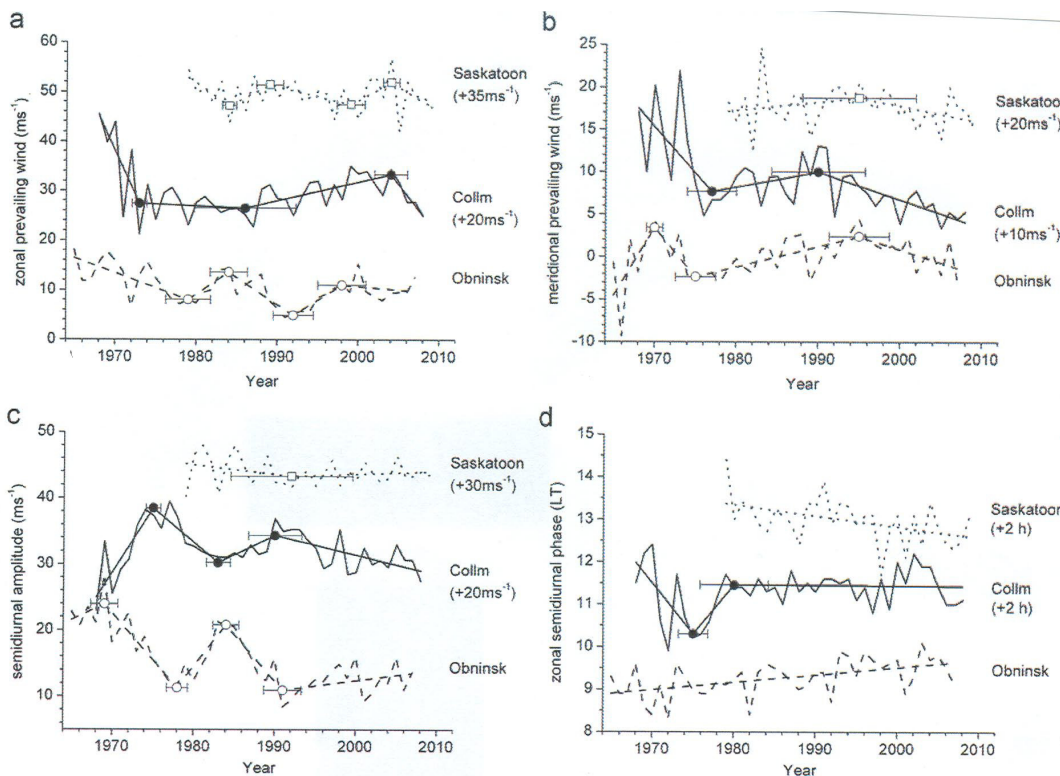 a
zonal prevailing wind (ms⁻¹)
60
50
40
30
20
10
0
1970 1980 1990 2000 2010
Year
Saskatoon
(+35ms⁻¹)
Collm
(+20ms⁻¹)
Obninsk
b
meridional prevailing wind (ms⁻¹)
25
20
15
10
5
0
-5
-10
1970 1980 1990 2000 2010
Year
Saskatoo
(+20ms⁻¹)
Collm
(+10ms⁻¹)
Obninsk
c
semidiurnal amplitude (ms⁻¹)
50
40
30
20
10
1970 1980 1990 2000 2010
Year
Saskatoon
(+30ms⁻¹)
Collm
(+20ms⁻¹)
Obninsk
d
zonal semidiurnal phase (LT)
15
14
13
12
11
10
9
8
1970 1980 1990 2000 2010
Year
Saskatoon
(+2 h)
Collm
(+2 h)
Obninsk